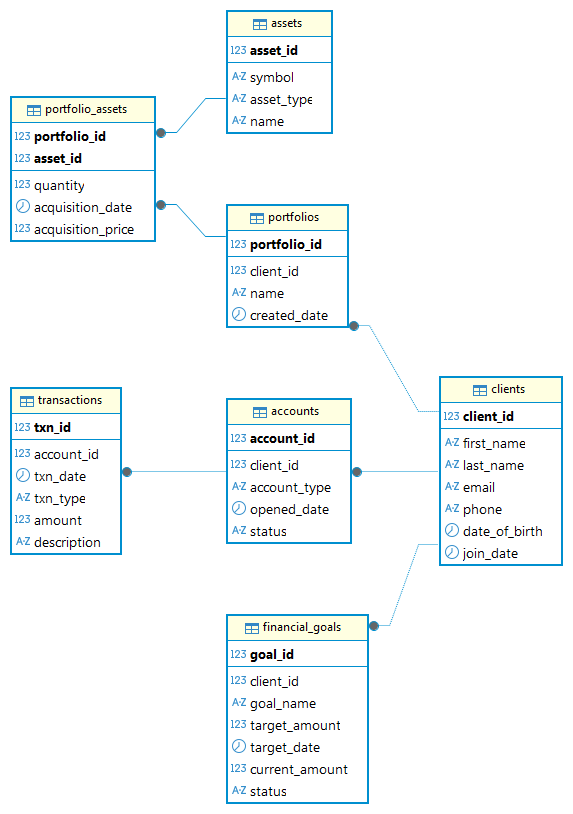 assets
123 asset_id
A-Z symbol
A-Z asset_type
A-Z name
portfolio_assets
123 portfolio_id
123 asset_id
123 quantity
acquisition_date
123 acquisition_price
portfolios
123 portfolio_id
123 client_id
A-Z name
created_date
transactions
123 txn_id
123 account_id
txn_date
A-Z txn_type
123 amount
A-Z description
accounts
123 account_id
123 client_id
A-Z account_type
opened_date
A-Z status
clients
123 client_id
A-Z first_name
A-Z last_name
A-Z email
A-Z phone
date_of_birth
join_date
financial_goals
123 goal_id
123 client_id
A-Z goal_name
123 target_amount
target_date
123 current_amount
A-Z status